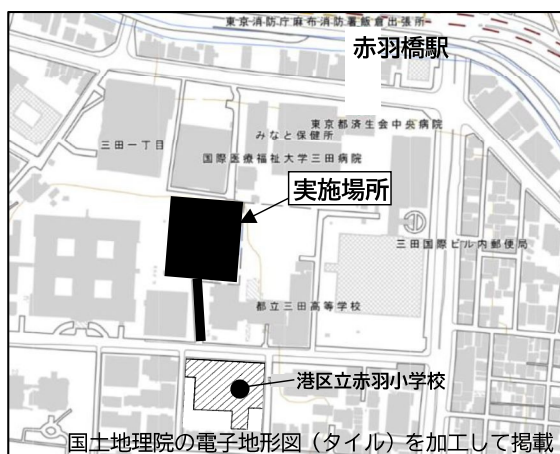 東京消防庁麻布消防署飯倉出張所
赤羽橋駅
東京都済生会中央病院
みなと保健所
三田一丁目
国際医療福祉大学三田病院
実施場所
三田国際ビル内郵便局
都立三田高等学校
港区立赤羽小学校
国土地理院の電子地形図（タイル）を加工して掲載